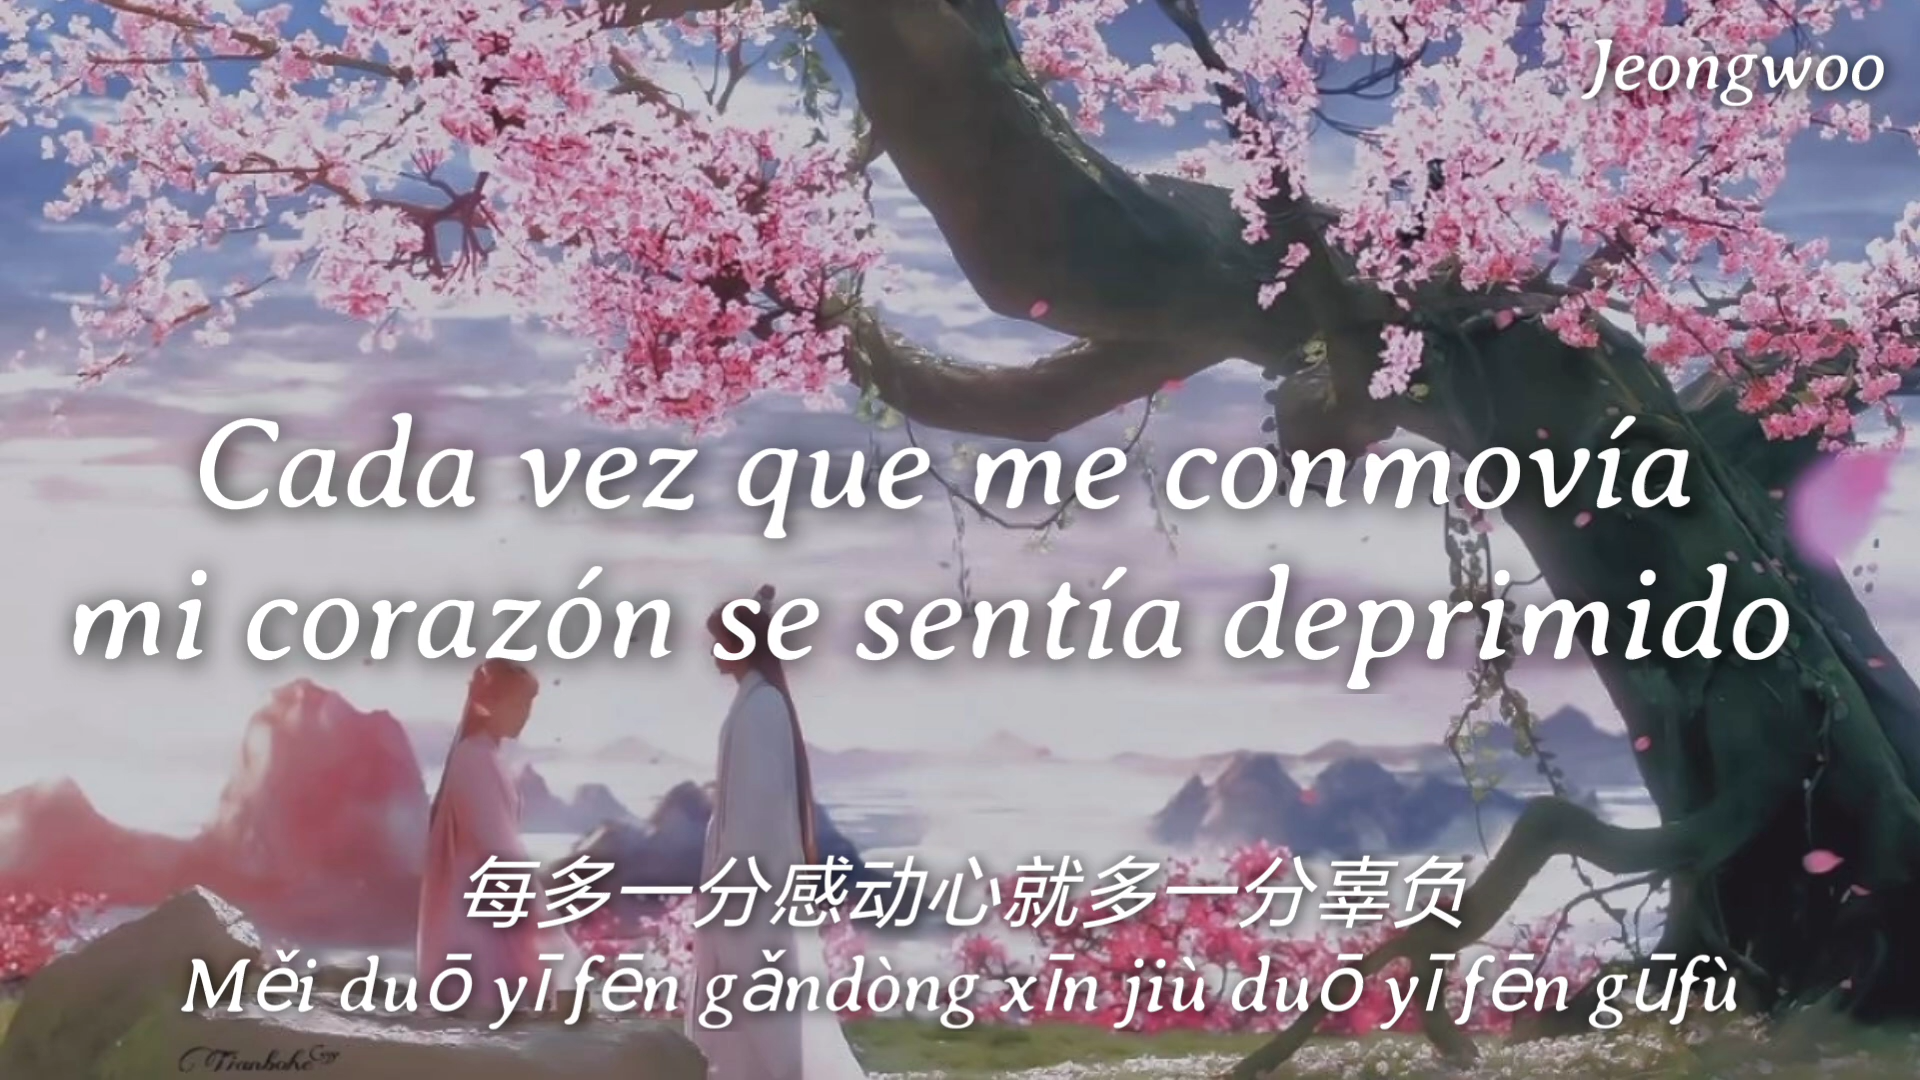 Jeongwoo
Cada vez que me conmovía
mi corazón se sentía deprimido
每多一分感动心就多一分辜负
Měi duō yī fēn gǎndòng xīn jiù duō yī fēn gūfù